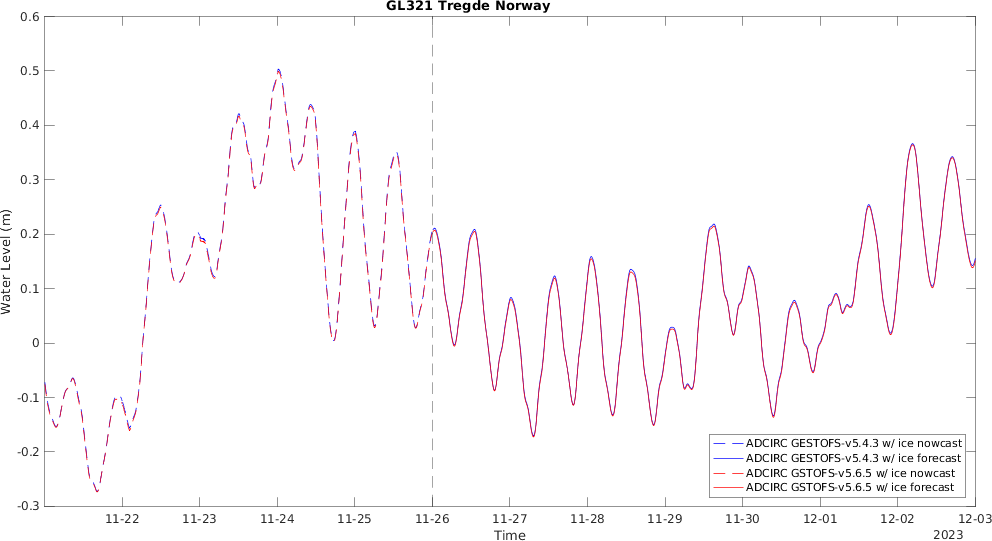 GL321 Tregde Norway
0.6
0.5
0.4
0.3
0.2
0.1
0
-0.1
-0.2
-0.3
Water Level (m)
ADCIRC GESTOFS-v5.4.3 w/ ice nowcast
ADCIRC GESTOFS-v5.4.3 w/ ice forecast
ADCIRC GSTOFS-v5.6.5 w/ ice nowcast
ADCIRC GSTOFS-v5.6.5 w/ ice forecast
11-22 11-23 11-24 11-25 11-26 11-27 11-28 11-29 11-30 12-01 12-02 12-03
Time 2023